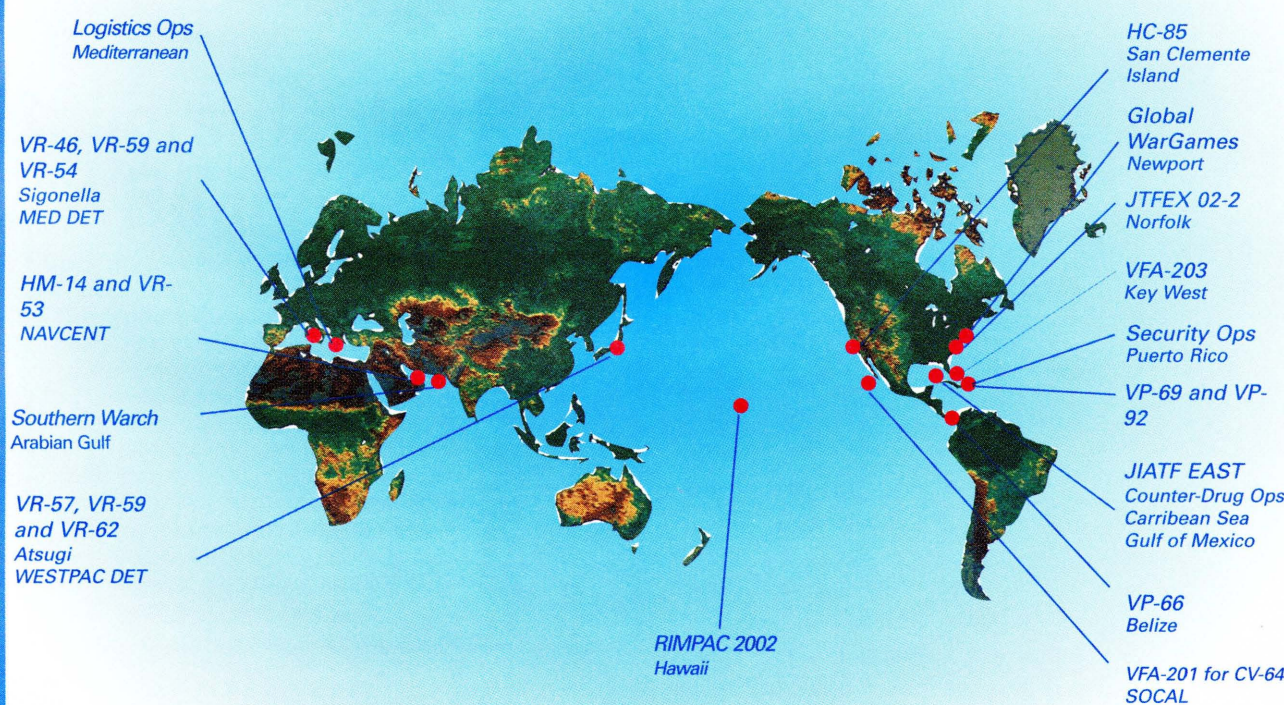 Logistics Ops
Mediterranean
VR-46, VR-59 and
VR-54
Sigonella
MED DET
HM-14 and VR-
53
NAVCENT
Southern Warch
Arabian Gulf
VR-57, VR-59
and VR-62
Atsugi
WESTPAC DET
RIMPAC 2002
Hawaii
HC-85
San Clemente
Island
Global
WarGames
Newport
JTFEX 02-2
Norfolk
VFA-203
Key West
Security Ops
Puerto Rico
VP-69 and VP-
92
JIATF EAST
Counter-Drug Ops
Carribean Sea
Gulf of Mexico
VP-66
Belize
VFA-201 for CV-64
SOCAL